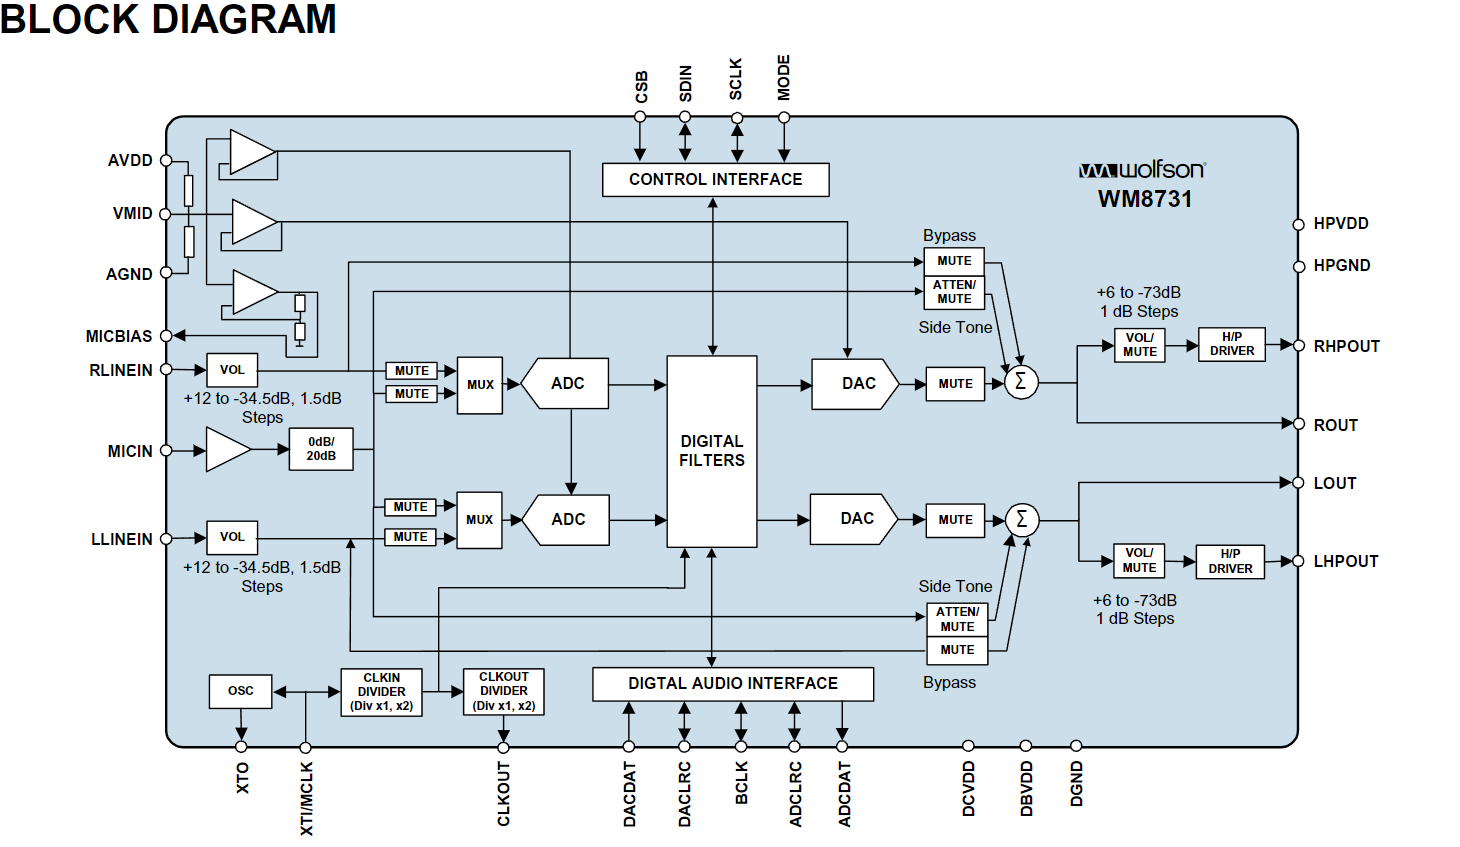 BLOCK DIAGRAM
CSB
SDIN
SCLK
MODE
AVDD
VMID
AGND
MICBIAS
RLINEIN
MICIN
LLINEIN
CONTROL INTERFACE
wolfson
WM8731
HPVDD
HPGND
Bypass
MUTE
ATTEN/
MUTE
Side Tone
+6 to -73dB
1 dB Steps
VOL/
MUTE
H/P
DRIVER
RHPOUT
VOL
+12 to -34.5dB, 1.5dB
Steps
MUTE
MUTE
MUX
ADC
DIGITAL
FILTERS
DAC
MUTE
Σ
ROUT
0dB/
20dB
LOUT
VOL
+12 to -34.5dB, 1.5dB
Steps
MUTE
MUTE
MUX
ADC
DAC
MUTE
Σ
VOL/
MUTE
H/P
DRIVER
LHPOUT
+6 to -73dB
1 dB Steps
Side Tone
ATTEN/
MUTE
MUTE
Bypass
OSC
CLKIN
DIVIDER
(Div x1, x2)
CLKOUT
DIVIDER
(Div x1, x2)
DIGTAL AUDIO INTERFACE
XTO
XTI/MCLK
CLKOUT
DACDAT
DACLRC
BCLK
ADCLRC
ADCDAT
DCVDD
DBVDD
DGND